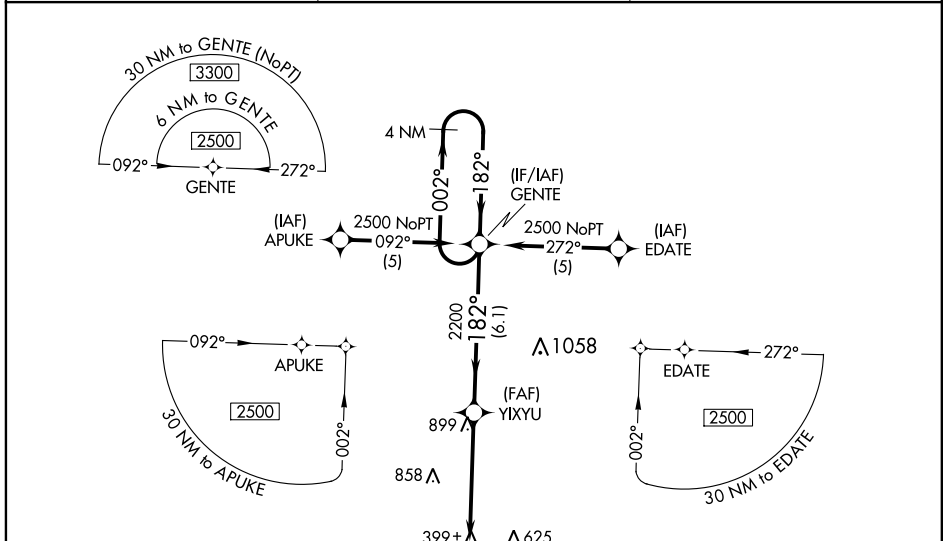 30 NM to GENTE (NoPT)
3300
6 NM to GENTE
2500
092°
272°
GENTE
4 NM
002°
182°
(IF/IAF)
GENTE
(IAF)
APUKE
2500 NoPT
092°
(5)
2500 NoPT
272°
(5)
(IAF)
EDATE
2200
182°
(6.1)
1058
092°
APUKE
2500
002°
30 NM to APUKE
272°
EDATE
2500
002°
30 NM to EDATE
(FAF)
YIXYU
899
858
399±
625